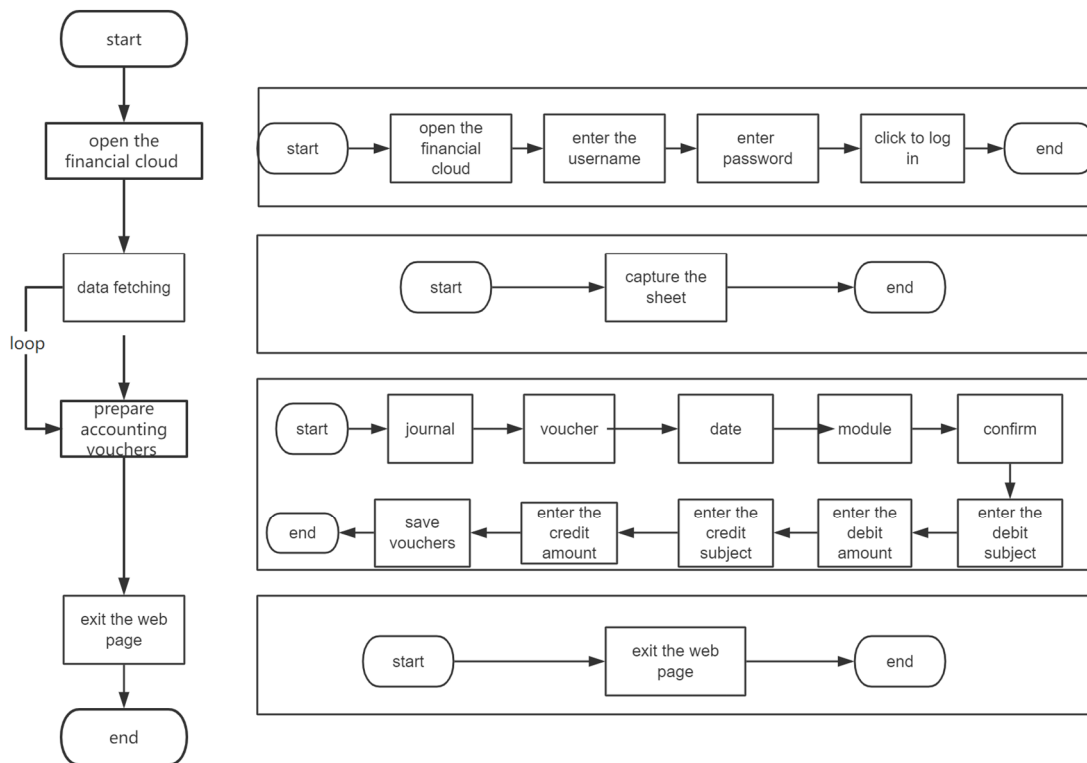 start
open the
financial cloud
data fetching
loop
prepare
accounting
vouchers
exit the web
page
end
start
open the
financial
cloud
enter the
username
enter
password
click to log
in
end
start
capture the
sheet
end
start
journal
voucher
date
module
confirm
enter the
debit
subject
enter the
debit
amount
enter the
credit
subject
enter the
credit
amount
save
vouchers
end
start
exit the web
page
end